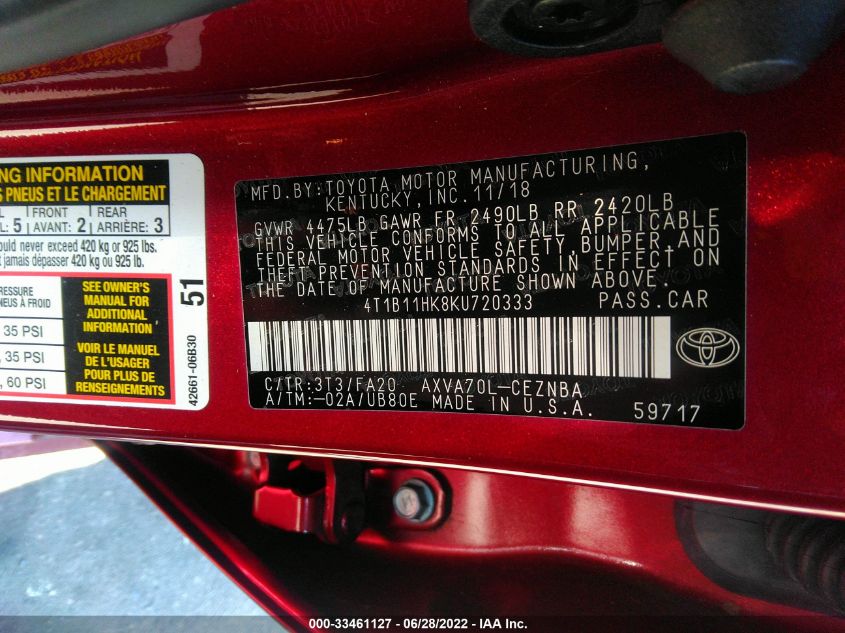 NG INFORMATION
S PNEUS ET LE CHARGEMENT
L FRONT REAR
L: 5 AVANT: 2 ARRIÈRE: 3
ould never exceed 420 kg or 925 lbs.
t jamais dépasser 420 kg ou 925 lb.
RESSURE
NEUS À FROID
35 PSI
35 PSI
60 PSI
SEE OWNER'S
MANUAL FOR
ADDITIONAL
INFORMATION
VOIR LE MANUEL
DE L'USAGER
POUR PLUS DE
RENSEIGNEMENTS
51
42661-06B30
MFD.BY:TOYOTA MOTOR MANUFACTURING,
KENTUCKY, INC. 11/18
GVWR 4475LB GAWR FR 2490LB RR 2420LB
THIS VEHICLE CONFORMS TO ALL APPLICABLE
FEDERAL MOTOR VEHICLE SAFETY, BUMPER,AND
THEFT PREVENTION STANDARDS IN EFFECT ON
THE DATE OF MANUFACTURE SHOWN ABOVE.
4T1B11HK8KU720333 PASS.CAR
C/TR:3T3/FA20 AXVA70L-CEZNBA
A/TM:-02A/UB80E MADE IN U.S.A. 59717
000-33461127 - 06/28/2022 - IAA Inc.